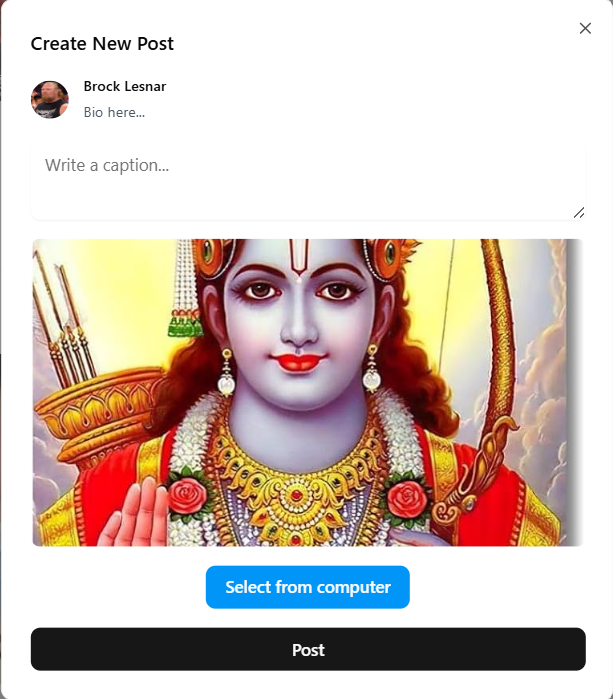 Create New Post
Brock Lesnar
Bio here...
Write a caption...
Select from computer
Post